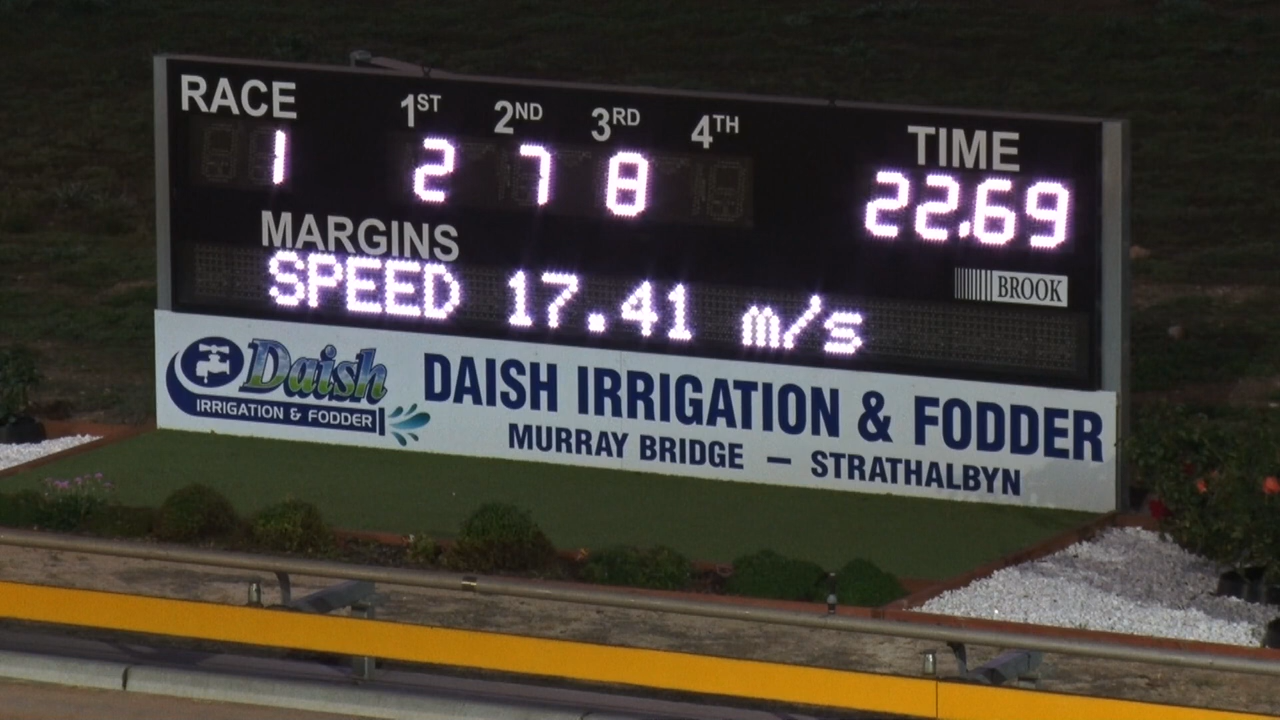 RACE 1ST 2ND 3RD 4TH TIME
1 2 7 8 22.69
MARGINS
SPEED 17.41 m/s
BROOK
Daish
IRRIGATION & FODDER
DAISH IRRIGATION & FODDER
MURRAY BRIDGE – STRATHALBYN